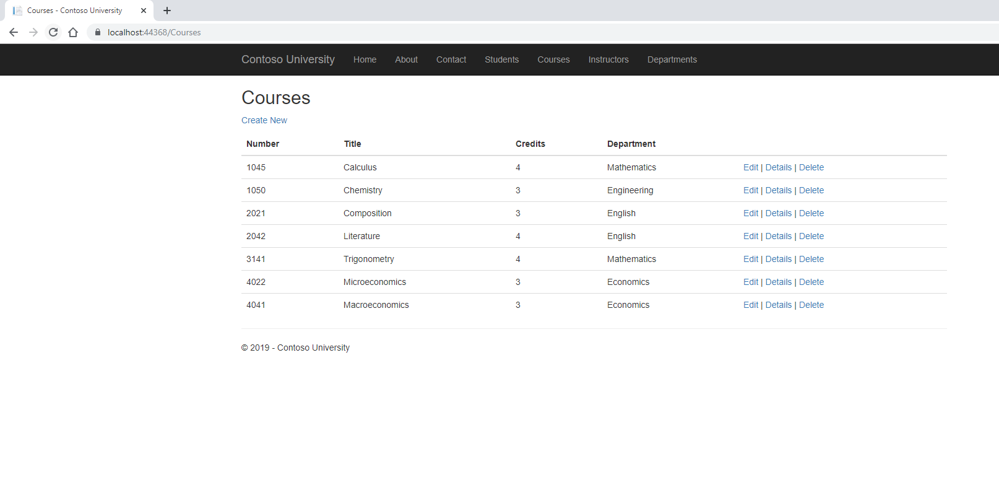 Courses - Contoso University
localhost:44368/Courses
Contoso University Home About Contact Students Courses Instructors Departments
Courses
Create New
Number Title Credits Department
1045 Calculus 4 Mathematics Edit | Details | Delete
1050 Chemistry 3 Engineering Edit | Details | Delete
2021 Composition 3 English Edit | Details | Delete
2042 Literature 4 English Edit | Details | Delete
3141 Trigonometry 4 Mathematics Edit | Details | Delete
4022 Microeconomics 3 Economics Edit | Details | Delete
4041 Macroeconomics 3 Economics Edit | Details | Delete
© 2019 - Contoso University